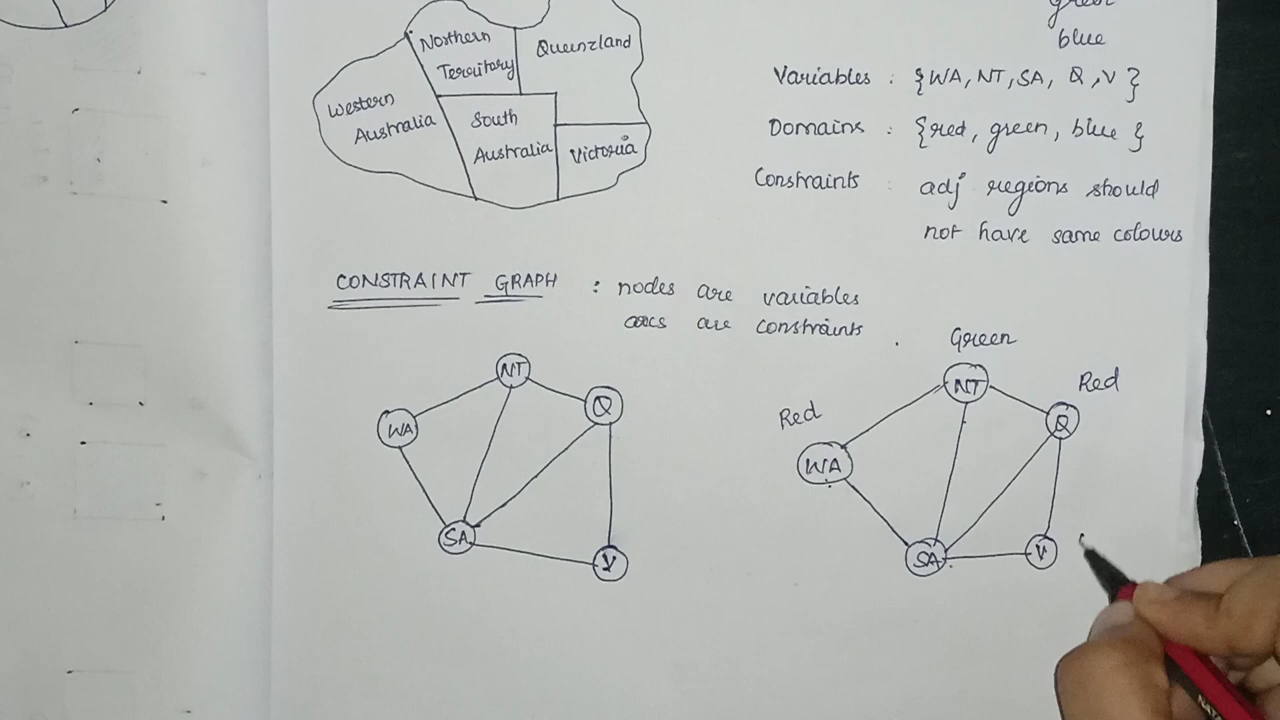 Northern
Territory
Queenzland
Western
Australia
South
Australia
Victoria
green
blue
Variables : {WA, NT, SA, Q, V}
Domains : {red, green, blue}
Constraints : adj regions should
not have same colours
CONSTRAINT GRAPH : nodes are variables
arcs are constraints.
NT
Q
WA
SA
V
Green
Red
Red
NT
Q
WA
SA
V